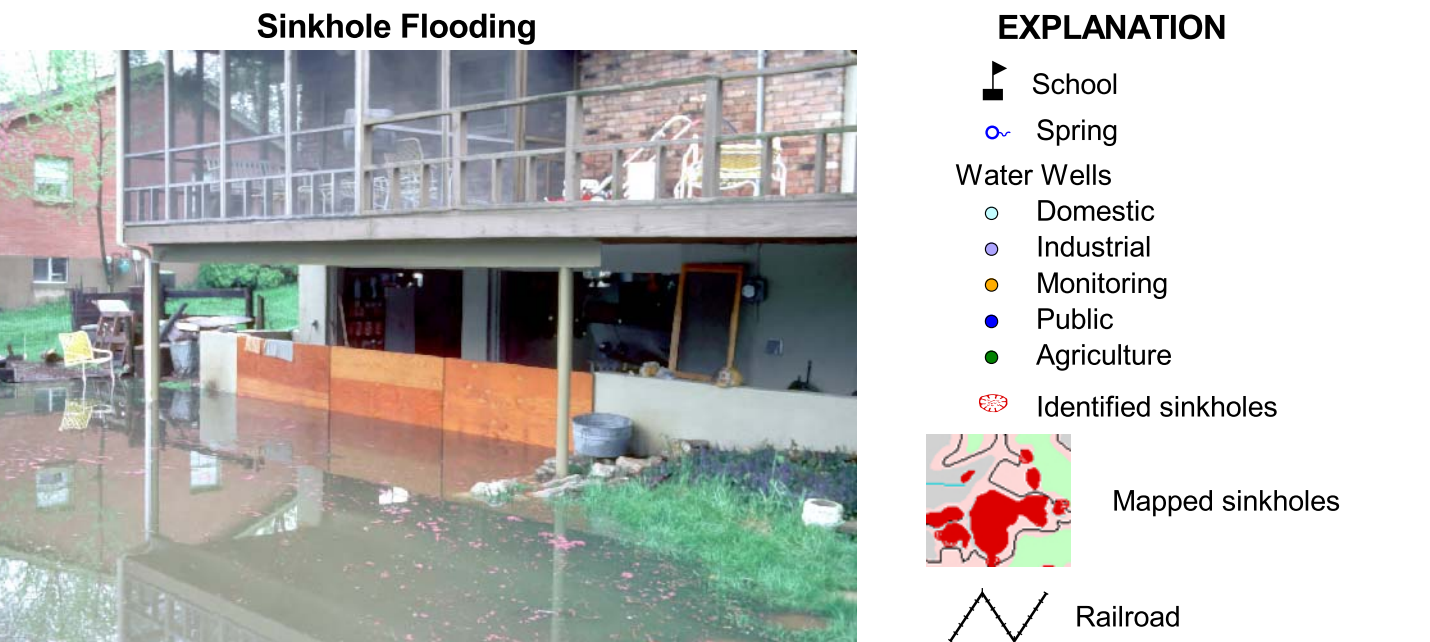 Sinkhole Flooding
EXPLANATION
School
Spring
Water Wells
Domestic
Industrial
Monitoring
Public
Agriculture
Identified sinkholes
Mapped sinkholes
Railroad